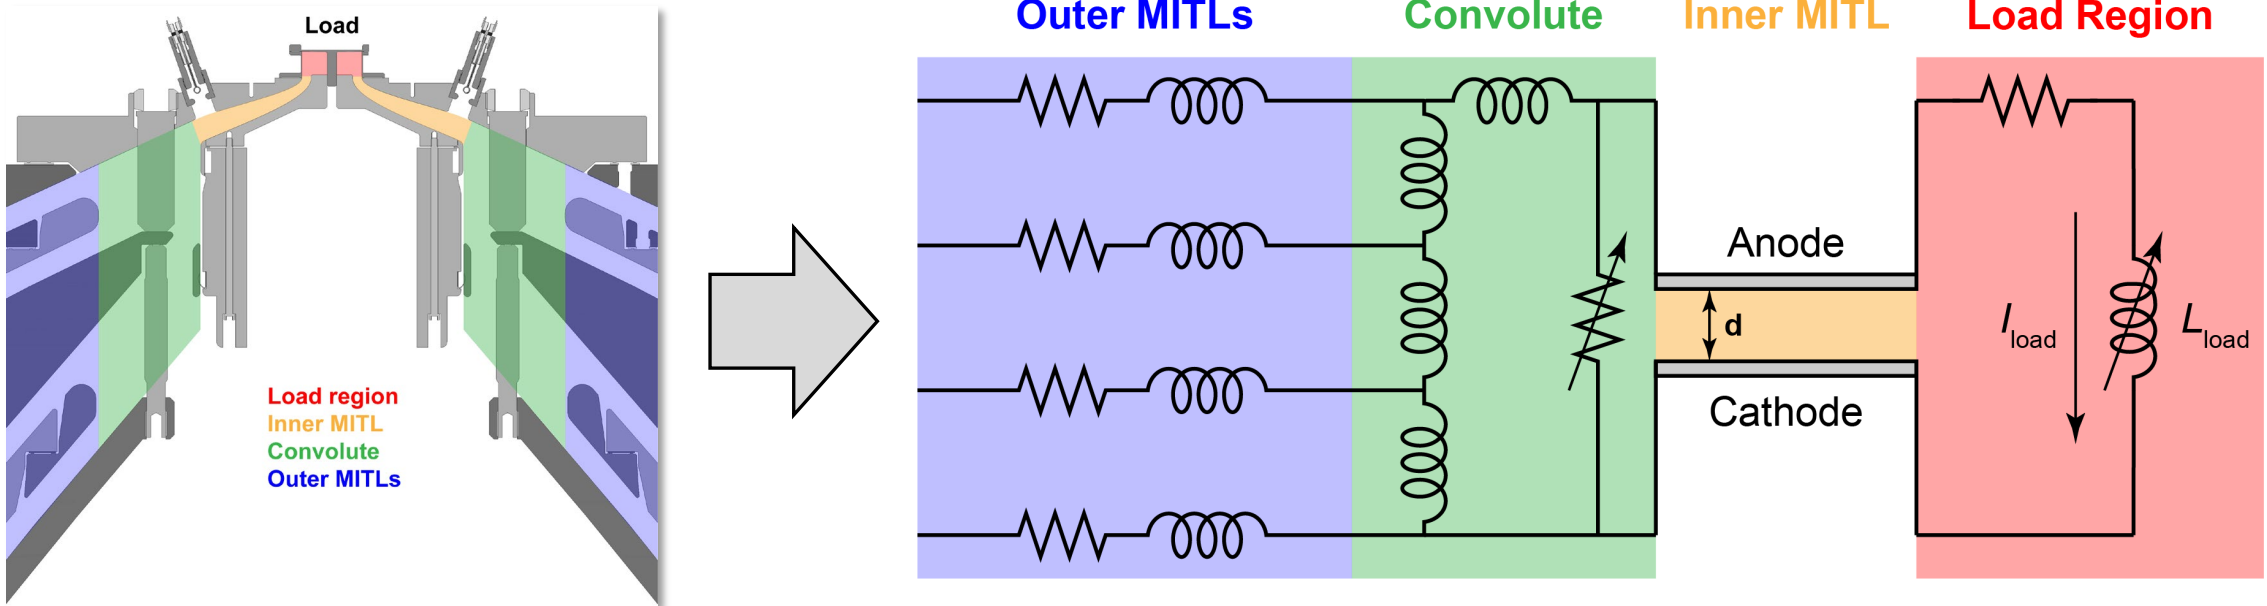 Load
Load region
Inner MITL
Convolute
Outer MITLs
Outer MITLs
Convolute
Inner MITL
Load Region
Anode
d
Cathode
Iload
Lload